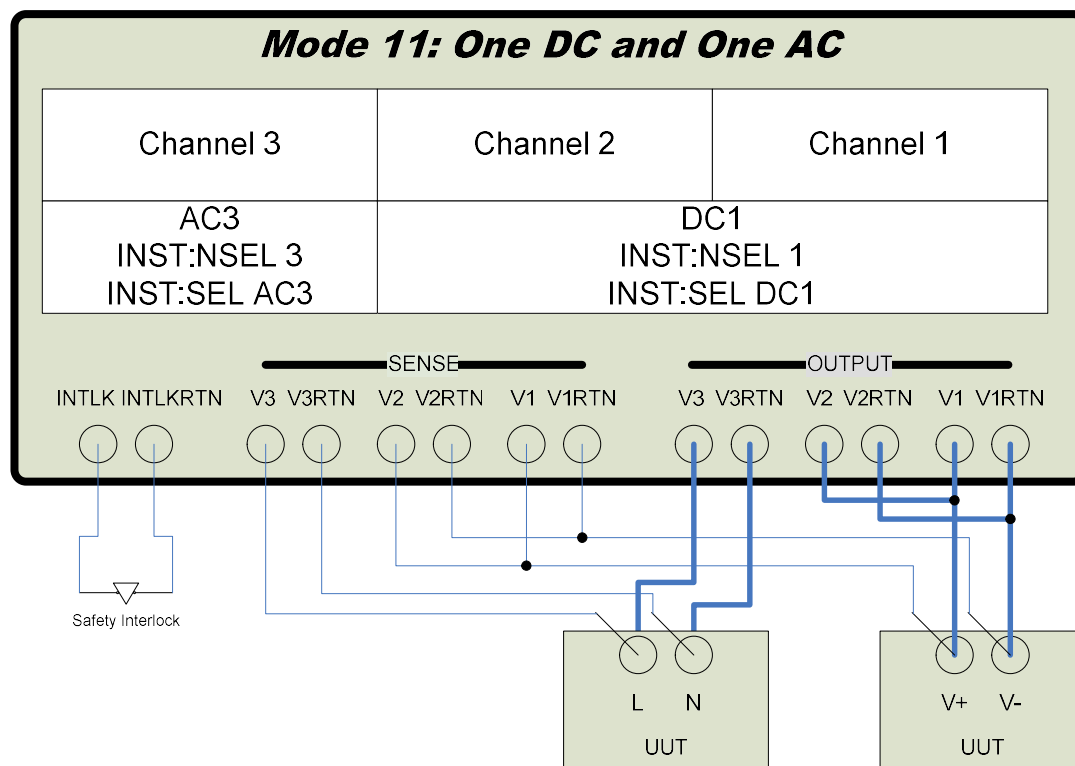 Mode 11: One DC and One AC
Channel 3 Channel 2 Channel 1
AC3
INST:NSEL 3
INST:SEL AC3
DC1
INST:NSEL 1
INST:SEL DC1
SENSE OUTPUT
INTLK INTLKRTN V3 V3RTN V2 V2RTN V1 V1RTN V3 V3RTN V2 V2RTN V1 V1RTN
Safety Interlock
L N
UUT
V+ V-
UUT